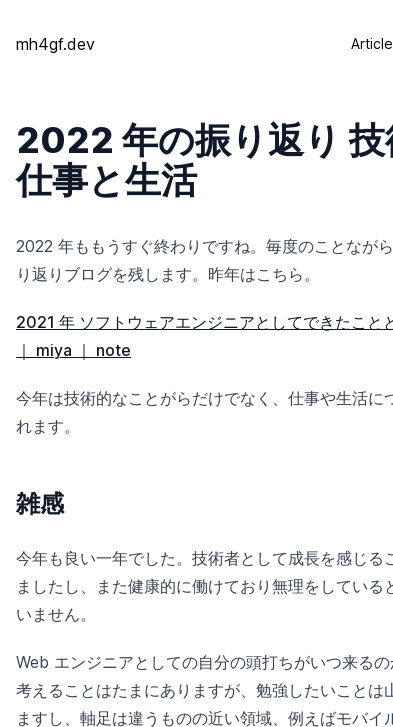 mh4gf.dev
Article
2022 年の振り返り 技術
仕事と生活
2022 年ももうすぐ終わりですね。毎度のことながら
り返りブログを残します。昨年はこちら。
2021 年 ソフトウェアエンジニアとしてできたことと
｜ miya ｜ note
今年は技術的なことがらだけでなく、仕事や生活につ
れます。
雑感
今年も良い一年でした。技術者として成長を感じるこ
ましたし、また健康的に働けており無理をしていると
いません。
Web エンジニアとしての自分の頭打ちがいつ来るのか
考えることはたまにありますが、勉強したいことは山
ますし、軸足は違うものの近い領域、例えばモバイル